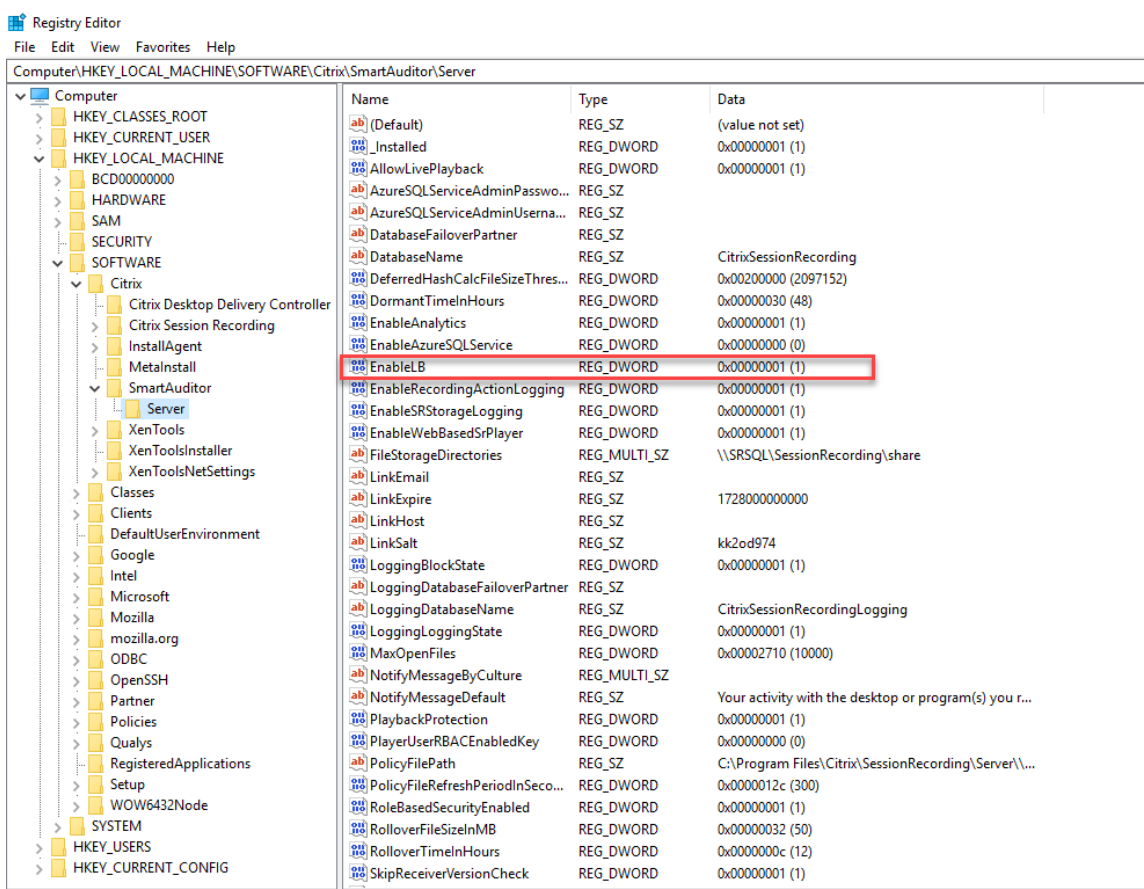 Registry Editor
File Edit View Favorites Help
Computer\HKEY_LOCAL_MACHINE\SOFTWARE\Citrix\SmartAuditor\Server
Computer
HKEY_CLASSES_ROOT
HKEY_CURRENT_USER
HKEY_LOCAL_MACHINE
BCD00000000
HARDWARE
SAM
SECURITY
SOFTWARE
Citrix
Citrix Desktop Delivery Controller
Citrix Session Recording
InstallAgent
MetaInstall
SmartAuditor
Server
XenTools
XenToolsInstaller
XenToolsNetSettings
Classes
Clients
DefaultUserEnvironment
Google
Intel
Microsoft
Mozilla
mozilla.org
ODBC
OpenSSH
Partner
Policies
Qualys
RegisteredApplications
Setup
WOW6432Node
SYSTEM
HKEY_USERS
HKEY_CURRENT_CONFIG
Name Type Data
(Default) REG_SZ (value not set)
_Installed REG_DWORD 0x00000001 (1)
AllowLivePlayback REG_DWORD 0x00000001 (1)
AzureSQLServiceAdminPasswo... REG_SZ
AzureSQLServiceAdminUserna... REG_SZ
DatabaseFailoverPartner REG_SZ
DatabaseName REG_SZ CitrixSessionRecording
DeferredHashCalcFileSizeThres... REG_DWORD 0x00200000 (2097152)
DormantTimeInHours REG_DWORD 0x00000030 (48)
EnableAnalytics REG_DWORD 0x00000001 (1)
EnableAzureSQLService REG_DWORD 0x00000000 (0)
EnableLB REG_DWORD 0x00000001 (1)
EnableRecordingActionLogging REG_DWORD 0x00000001 (1)
EnableSRStorageLogging REG_DWORD 0x00000001 (1)
EnableWebBasedSrPlayer REG_DWORD 0x00000001 (1)
FileStorageDirectories REG_MULTI_SZ \\SRSQL\SessionRecording\share
LinkEmail REG_SZ
LinkExpire REG_SZ 1728000000000
LinkHost REG_SZ
LinkSalt REG_SZ kk2od974
LoggingBlockState REG_DWORD 0x00000001 (1)
LoggingDatabaseFailoverPartner REG_SZ
LoggingDatabaseName REG_SZ CitrixSessionRecordingLogging
LoggingLoggingState REG_DWORD 0x00000001 (1)
MaxOpenFiles REG_DWORD 0x00002710 (10000)
NotifyMessageByCulture REG_MULTI_SZ
NotifyMessageDefault REG_SZ Your activity with the desktop or program(s) you r...
PlaybackProtection REG_DWORD 0x00000001 (1)
PlayerUserRBACEnabledKey REG_DWORD 0x00000000 (0)
PolicyFilePath REG_SZ C:\Program Files\Citrix\SessionRecording\Server\\...
PolicyFileRefreshPeriodInSeco... REG_DWORD 0x0000012c (300)
RoleBasedSecurityEnabled REG_DWORD 0x00000001 (1)
RolloverFileSizeInMB REG_DWORD 0x00000032 (50)
RolloverTimeInHours REG_DWORD 0x0000000c (12)
SkipReceiverVersionCheck REG_DWORD 0x00000001 (1)